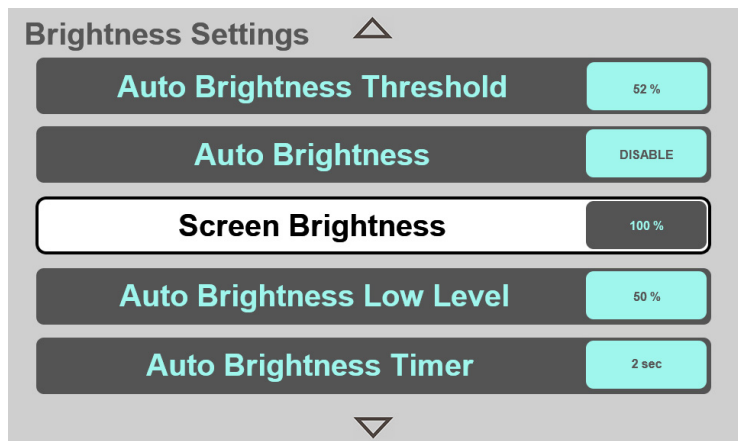 Brightness Settings
Auto Brightness Threshold 52 %
Auto Brightness DISABLE
Screen Brightness 100 %
Auto Brightness Low Level 50 %
Auto Brightness Timer 2 sec